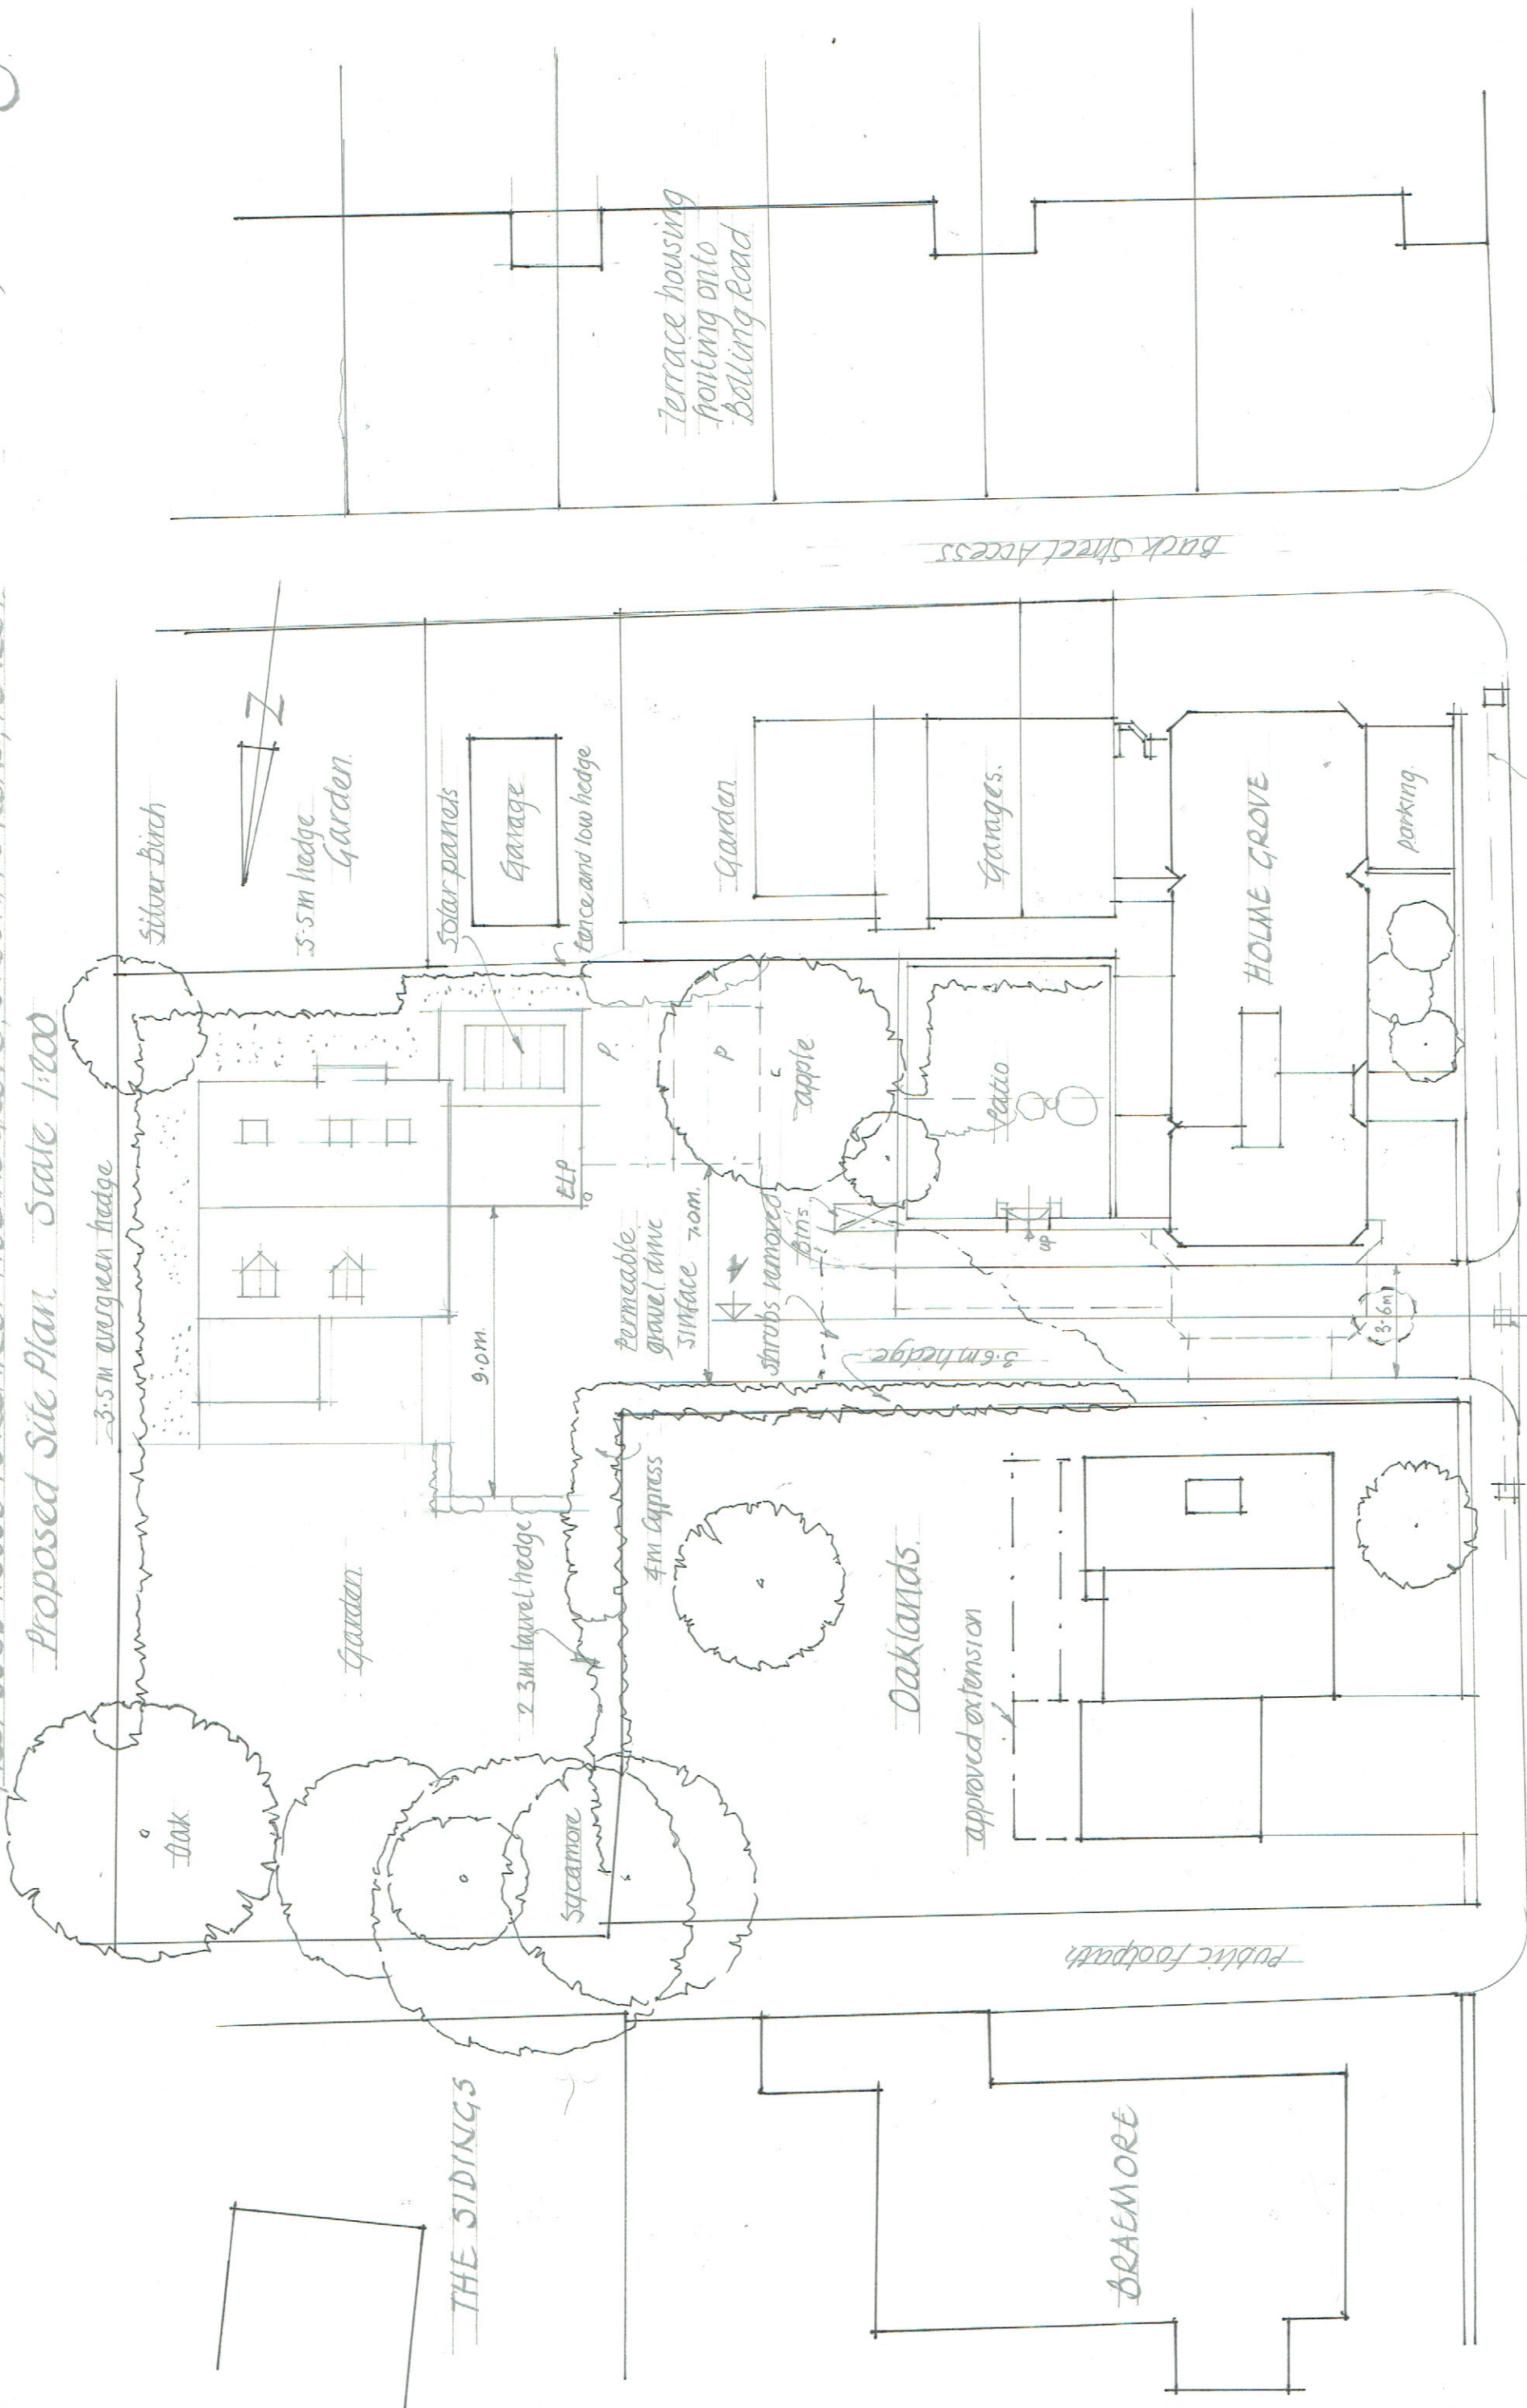 Proposed Site Plan. Scale 1:200
3.5m evergreen hedge
Silver Birch
5.5m hedge
Garden.
Solar panels
Garage
fence and low hedge
Garden
Garages.
HOLME GROVE
parking.
Back Street Access
Terrace housing
fronting onto
Bolling Road
P.
P
apple
Patio
UP
ELP
9.0m.
Permeable
gravel drive
surface
7.0m.
shrubs removed
Bins
3.6m hedge
3.6m
Garden.
2.3m laurel hedge
4m Cypress
Oak
Sycamore
Oaklands.
approved extension
Public Footpath
THE SIDINGS
BRAEMORE
N